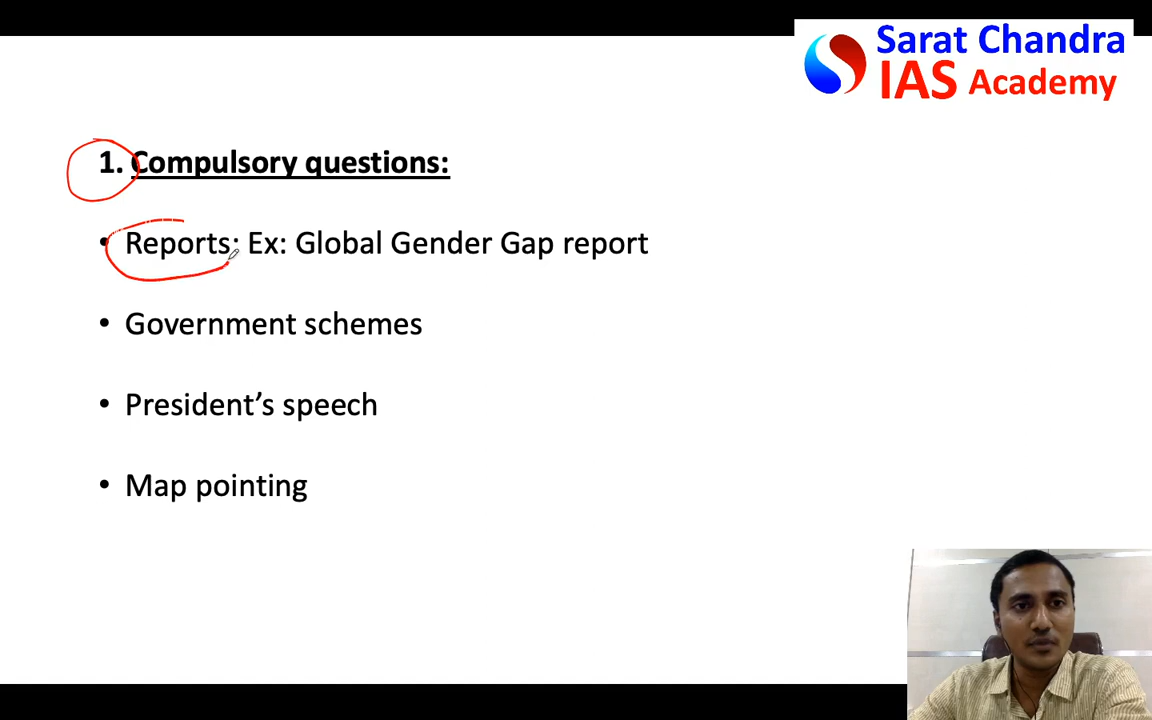 Sarat Chandra
IAS Academy
1. Compulsory questions:
• Reports: Ex: Global Gender Gap report
• Government schemes
• President’s speech
• Map pointing